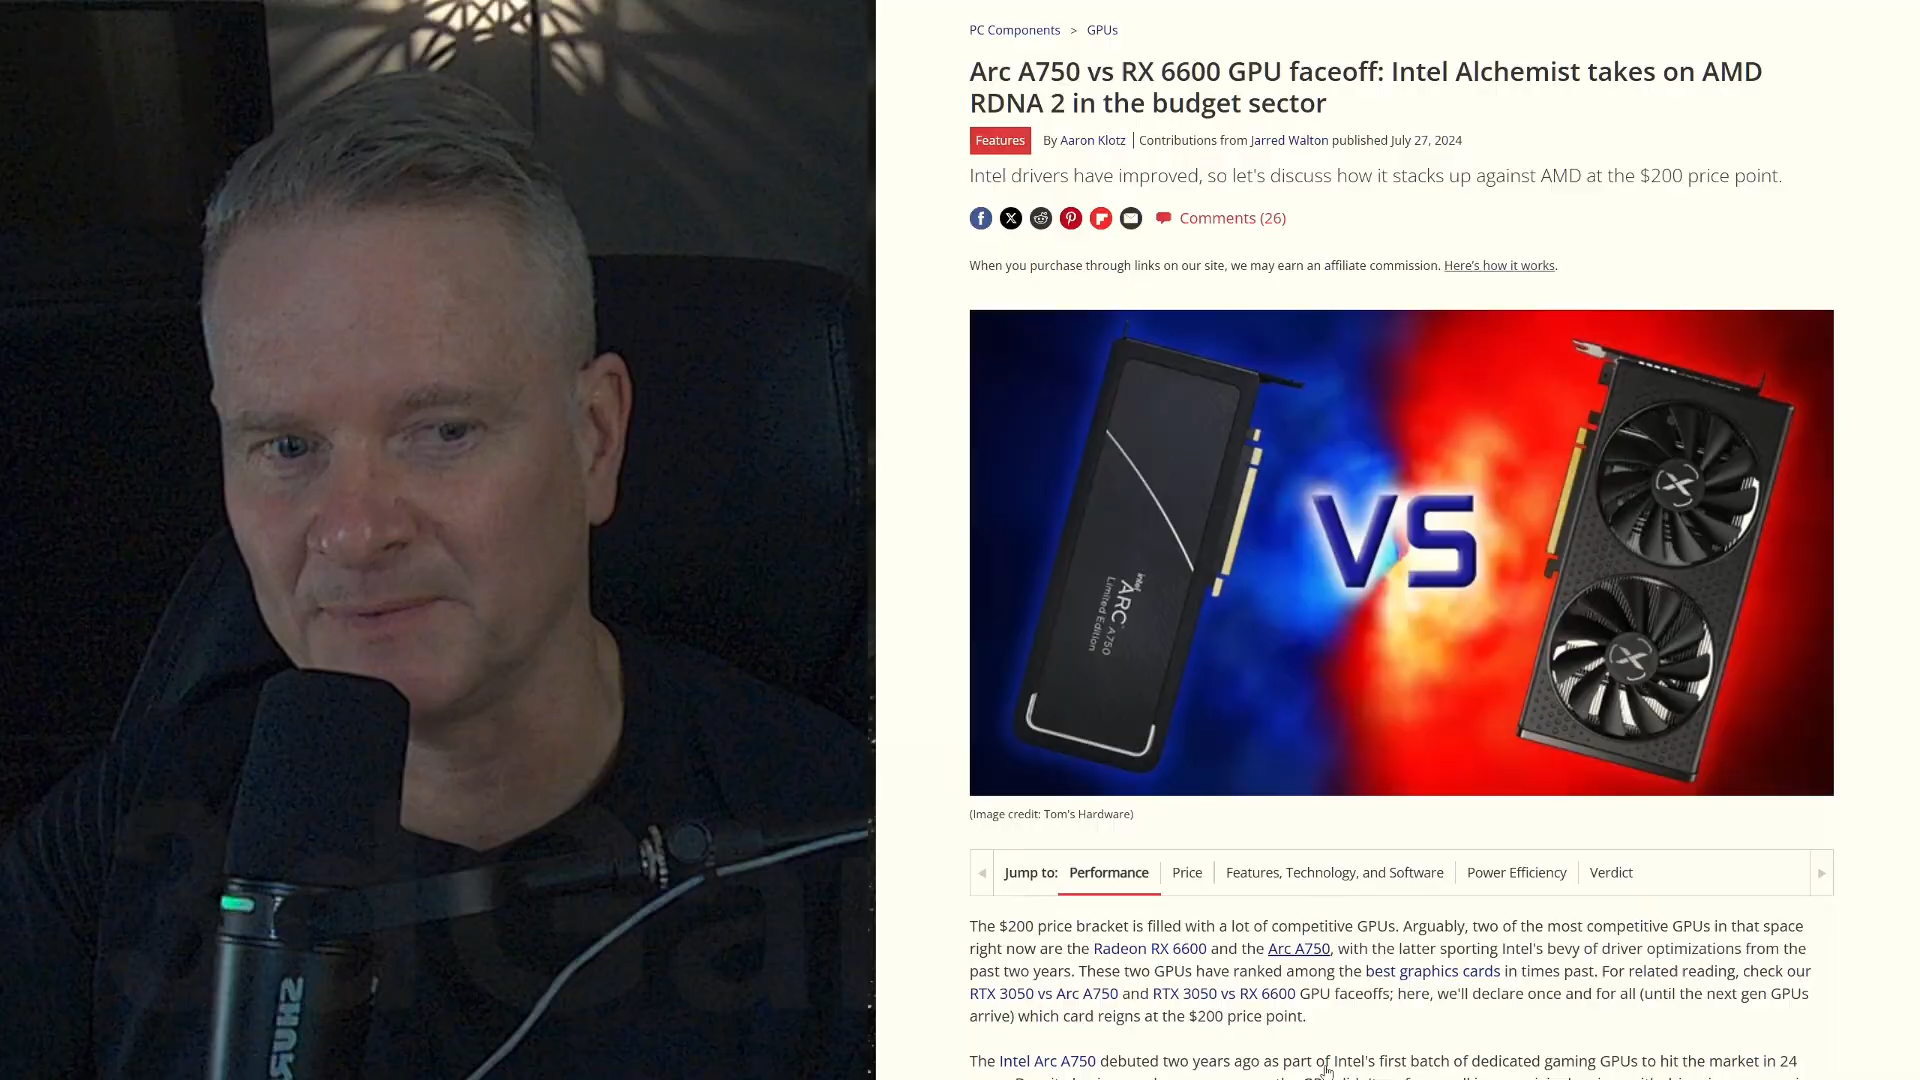 PC Components > GPUs
Arc A750 vs RX 6600 GPU faceoff: Intel Alchemist takes on AMD
RDNA 2 in the budget sector
Features By Aaron Klotz | Contributions from Jarred Walton published July 27, 2024
Intel drivers have improved, so let's discuss how it stacks up against AMD at the $200 price point.
Comments (26)
When you purchase through links on our site, we may earn an affiliate commission. Here's how it works.
VS
intel
ARC A750
Limited Edition
(Image credit: Tom's Hardware)
Jump to: Performance Price Features, Technology, and Software Power Efficiency Verdict
The $200 price bracket is filled with a lot of competitive GPUs. Arguably, two of the most competitive GPUs in that space
right now are the Radeon RX 6600 and the Arc A750, with the latter sporting Intel's bevy of driver optimizations from the
past two years. These two GPUs have ranked among the best graphics cards in times past. For related reading, check our
RTX 3050 vs Arc A750 and RTX 3050 vs RX 6600 GPU faceoffs; here, we'll declare once and for all (until the next gen GPUs
arrive) which card reigns at the $200 price point.
The Intel Arc A750 debuted two years ago as part of Intel's first batch of dedicated gaming GPUs to hit the market in 24
SHURE